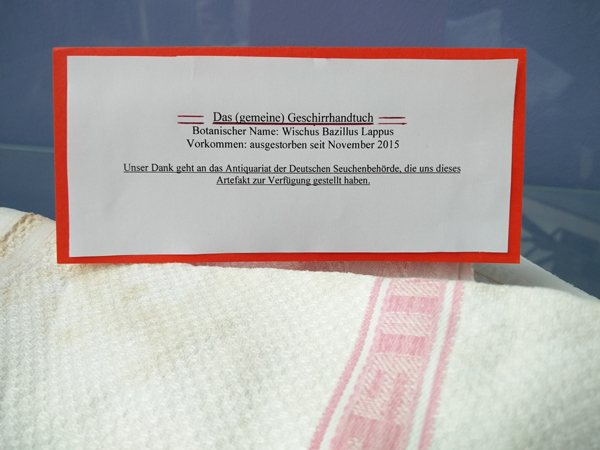 Das (gemeine) Geschirrhandtuch
Botanischer Name: Wischus Bazillus Lappus
Vorkommen: ausgestorben seit November 2015
Unser Dank geht an das Antiquariat der Deutschen Seuchenbehörde, die uns dieses
Artefakt zur Verfügung gestellt haben.